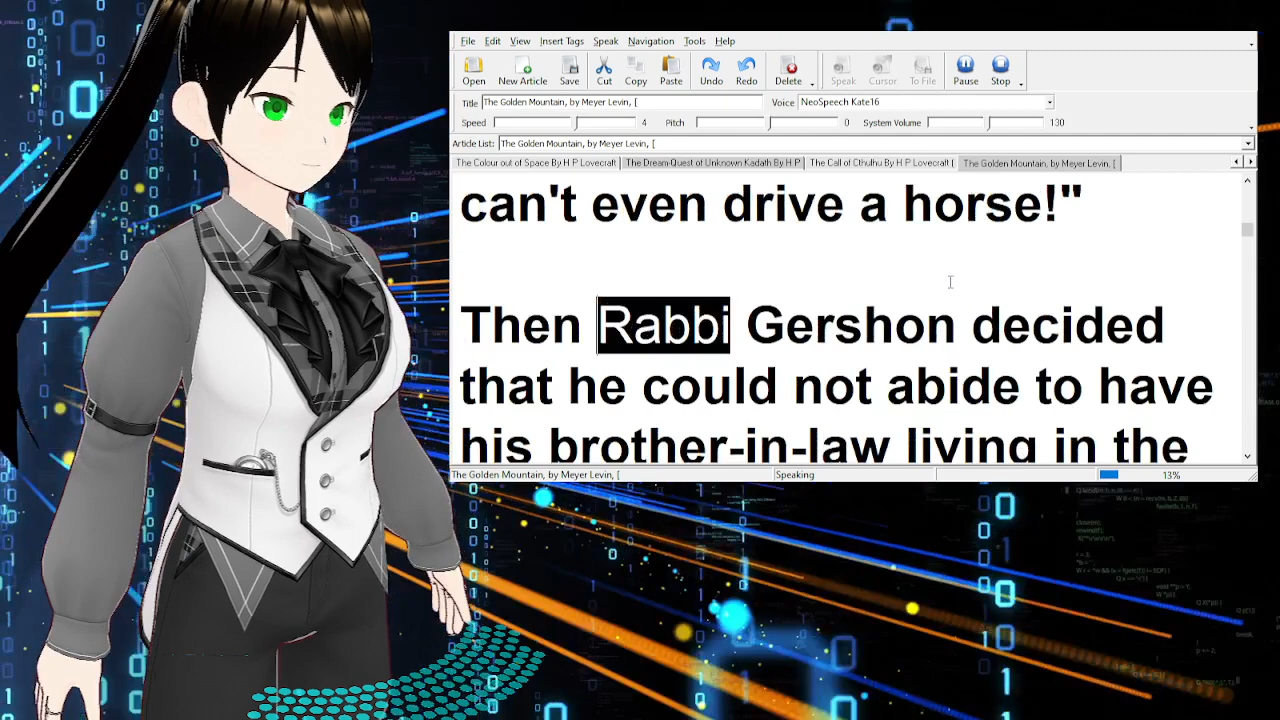 File Edit View Insert Tags Speak Navigation Tools Help
Open New Article Save Cut Copy Paste Undo Redo Delete Speak Cursor To File Pause Stop
Title The Golden Mountain, by Meyer Levin, [ Voice NeoSpeech Kate16
Speed 4 Pitch 0 System Volume 130
Article List: The Golden Mountain, by Meyer Levin, [
The Colour out of Space By H P Lovecraft The Dream-Quest of Unknown Kadath By H P The Call of Cthulhu By H P Lovecraft ( The Golden Mountain, by Meyer Levin, [
can't even drive a horse!"
Then Rabbi Gershon decided
that he could not abide to have
his brother-in-law living in the
The Golden Mountain, by Meyer Levin, [ Speaking 13%